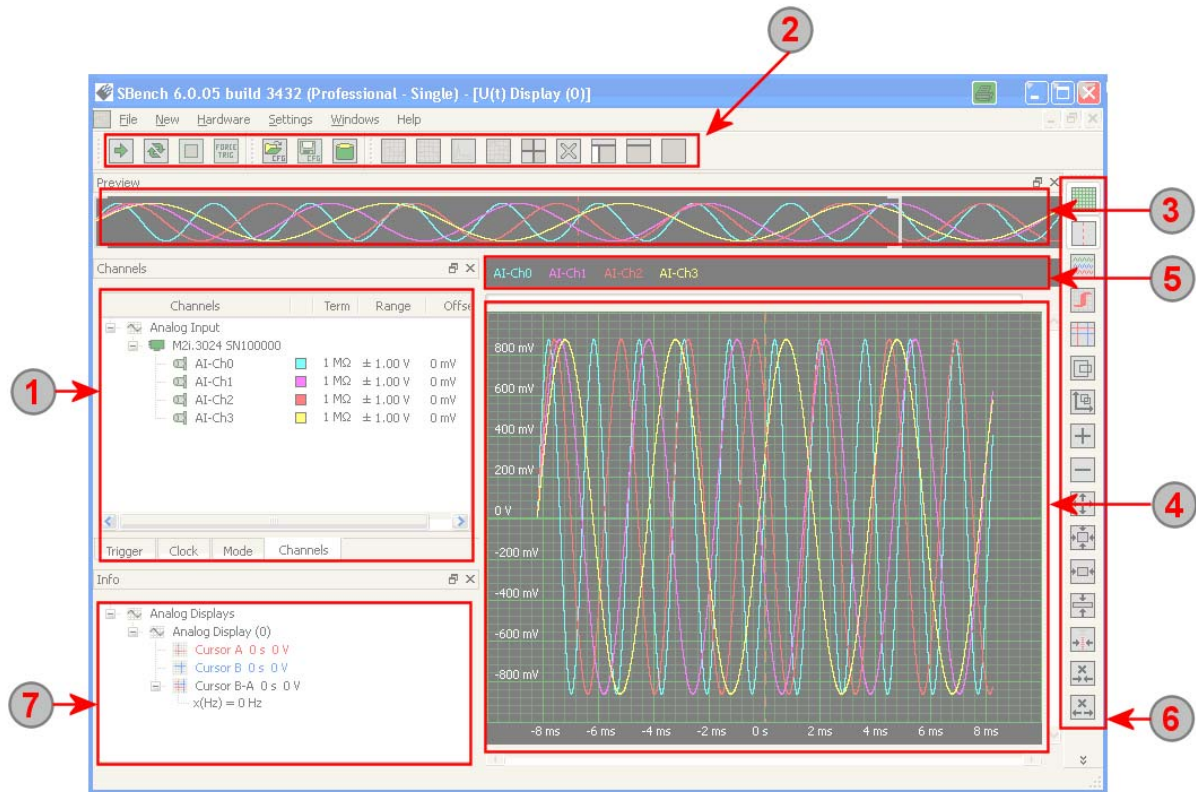 2
SBench 6.0.05 build 3432 (Professional - Single) - [U(t) Display (0)]
File New Hardware Settings Windows Help
FORCE TRIG CFG CFG
Preview
3
Channels
AI-Ch0 AI-Ch1 AI-Ch2 AI-Ch3
5
Channels Term Range Offse
Analog Input
M2i.3024 SN100000
AI-Ch0 1 MΩ ± 1.00 V 0 mV
AI-Ch1 1 MΩ ± 1.00 V 0 mV
AI-Ch2 1 MΩ ± 1.00 V 0 mV
AI-Ch3 1 MΩ ± 1.00 V 0 mV
1
Trigger Clock Mode Channels
800 mV
600 mV
400 mV
200 mV
0 V
-200 mV
-400 mV
-600 mV
-800 mV
-8 ms -6 ms -4 ms -2 ms 0 s 2 ms 4 ms 6 ms 8 ms
4
Info
Analog Displays
Analog Display (0)
Cursor A 0 s 0 V
Cursor B 0 s 0 V
Cursor B-A 0 s 0 V
x(Hz) = 0 Hz
7
6